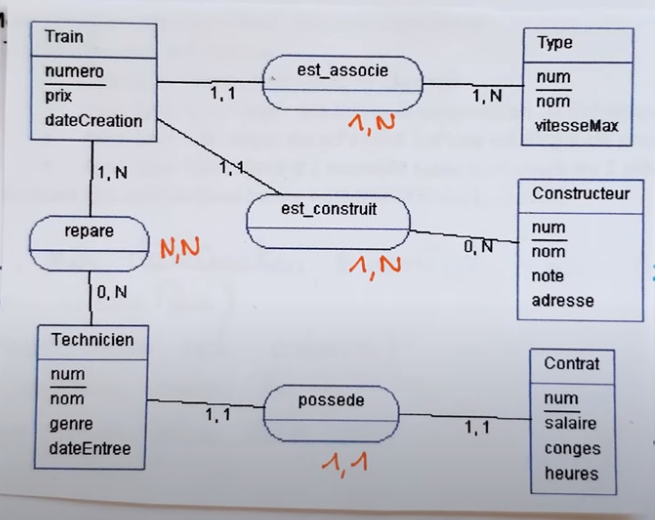 Train
numero
prix
dateCreation
1,1
est_associe
1,N
1,N
Type
num
nom
vitesseMax
1,N
1,1
repare
N,N
est_construit
1,N
0,N
Constructeur
num
nom
note
adresse
0,N
Technicien
num
nom
genre
dateEntree
1,1
possede
1,1
1,1
Contrat
num
salaire
conges
heures